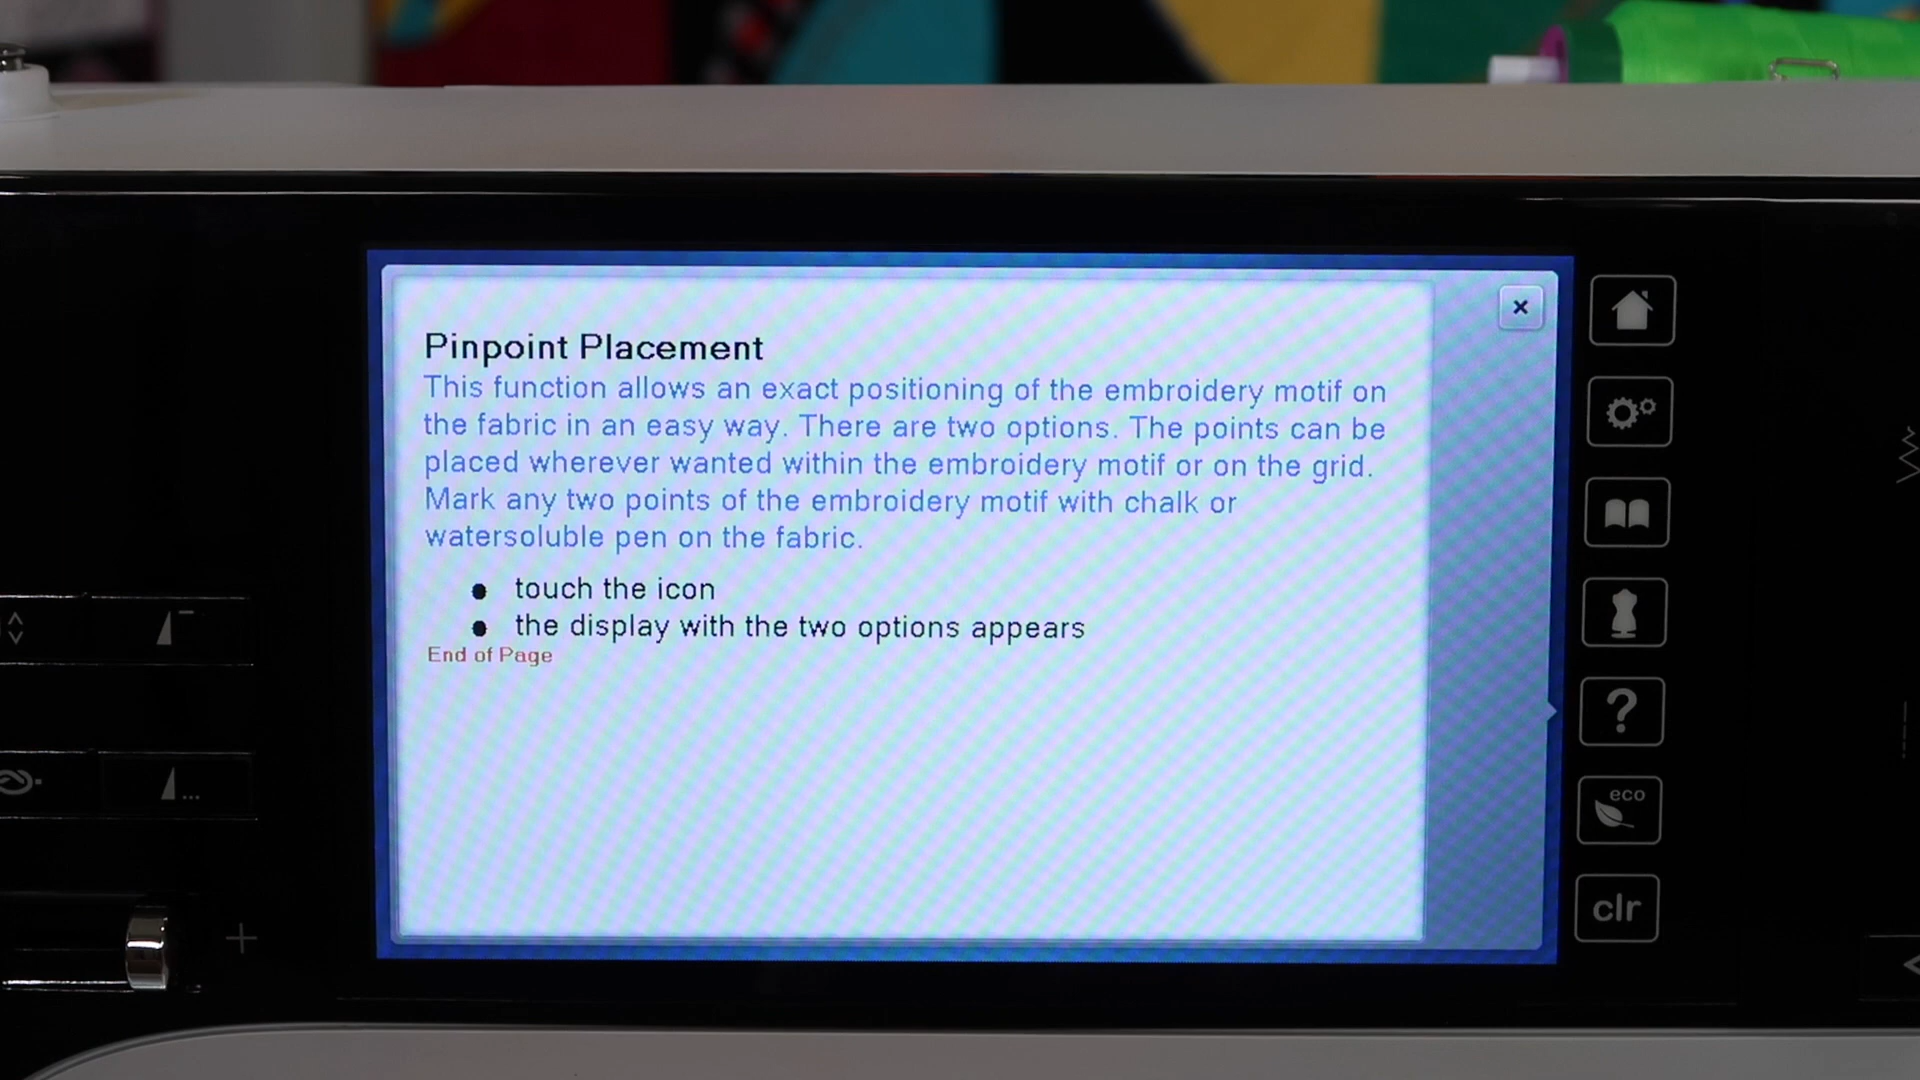 Pinpoint Placement
This function allows an exact positioning of the embroidery motif on
the fabric in an easy way. There are two options. The points can be
placed wherever wanted within the embroidery motif or on the grid.
Mark any two points of the embroidery motif with chalk or
watersoluble pen on the fabric.
● touch the icon
● the display with the two options appears
End of Page
?
eco
clr